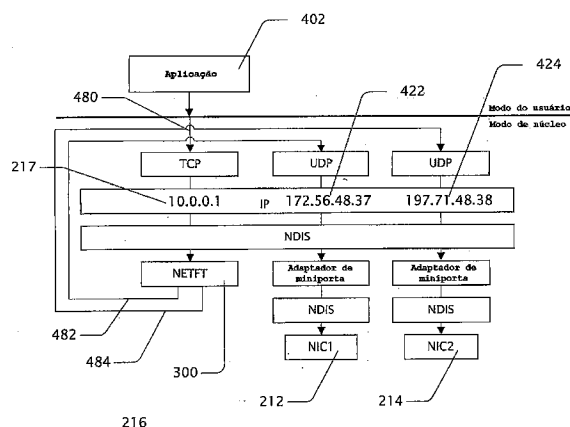 402
Aplicação
480
422
424
Modo do usuário
Modo de núcleo
217
TCP
UDP
UDP
10.0.0.1
IP
172.56.48.37
197.71.48.38
NDIS
NETFT
Adaptador de
miniporta
Adaptador de
miniporta
NDIS
NDIS
482
NIC1
NIC2
484
300
212
214
216